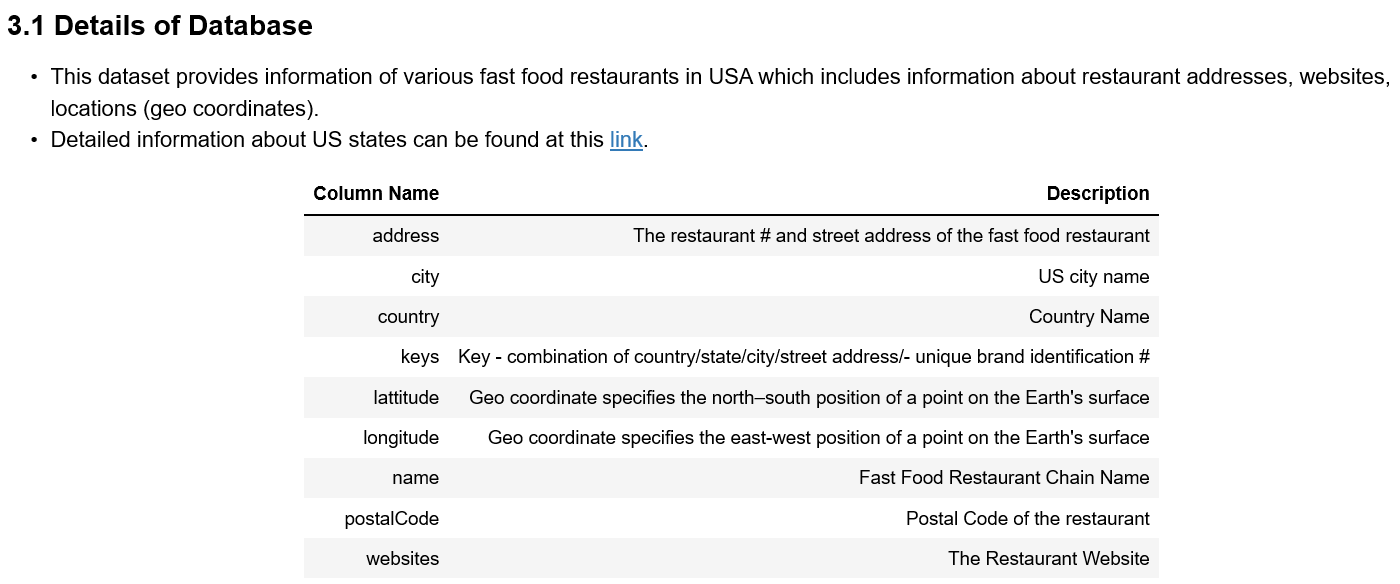 3.1 Details of Database
• This dataset provides information of various fast food restaurants in USA which includes information about restaurant addresses, websites,
locations (geo coordinates).
• Detailed information about US states can be found at this link.
Column Name Description
address The restaurant # and street address of the fast food restaurant
city US city name
country Country Name
keys Key - combination of country/state/city/street address/- unique brand identification #
lattitude Geo coordinate specifies the north–south position of a point on the Earth's surface
longitude Geo coordinate specifies the east-west position of a point on the Earth's surface
name Fast Food Restaurant Chain Name
postalCode Postal Code of the restaurant
websites The Restaurant Website